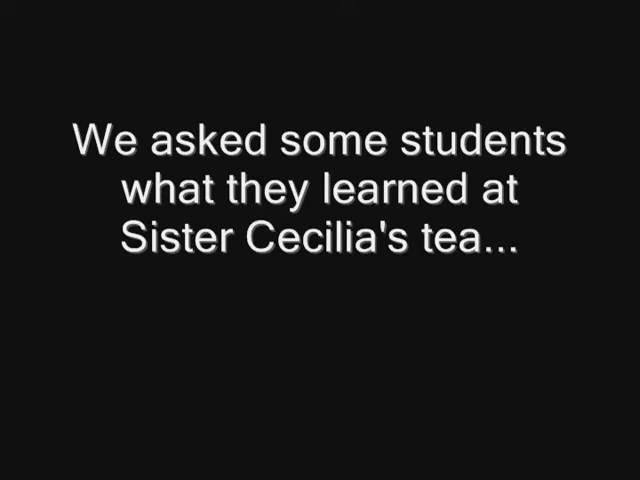 We asked some students
what they learned at
Sister Cecilia's tea...